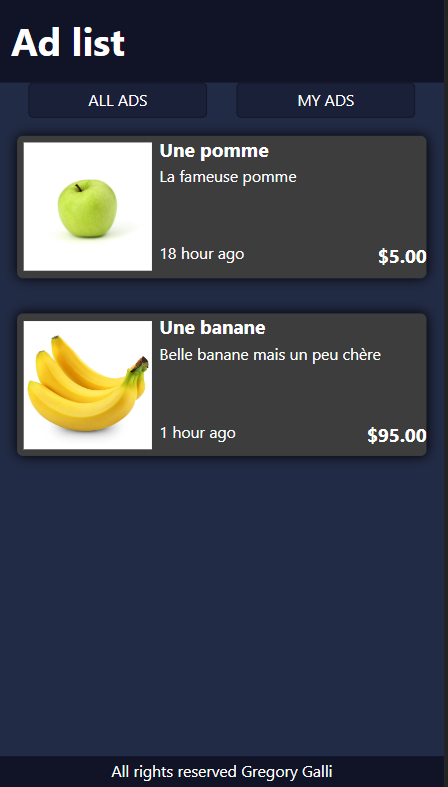 Ad list
ALL ADS
MY ADS
Une pomme
La fameuse pomme
18 hour ago
$5.00
Une banane
Belle banane mais un peu chère
1 hour ago
$95.00
All rights reserved Gregory Galli